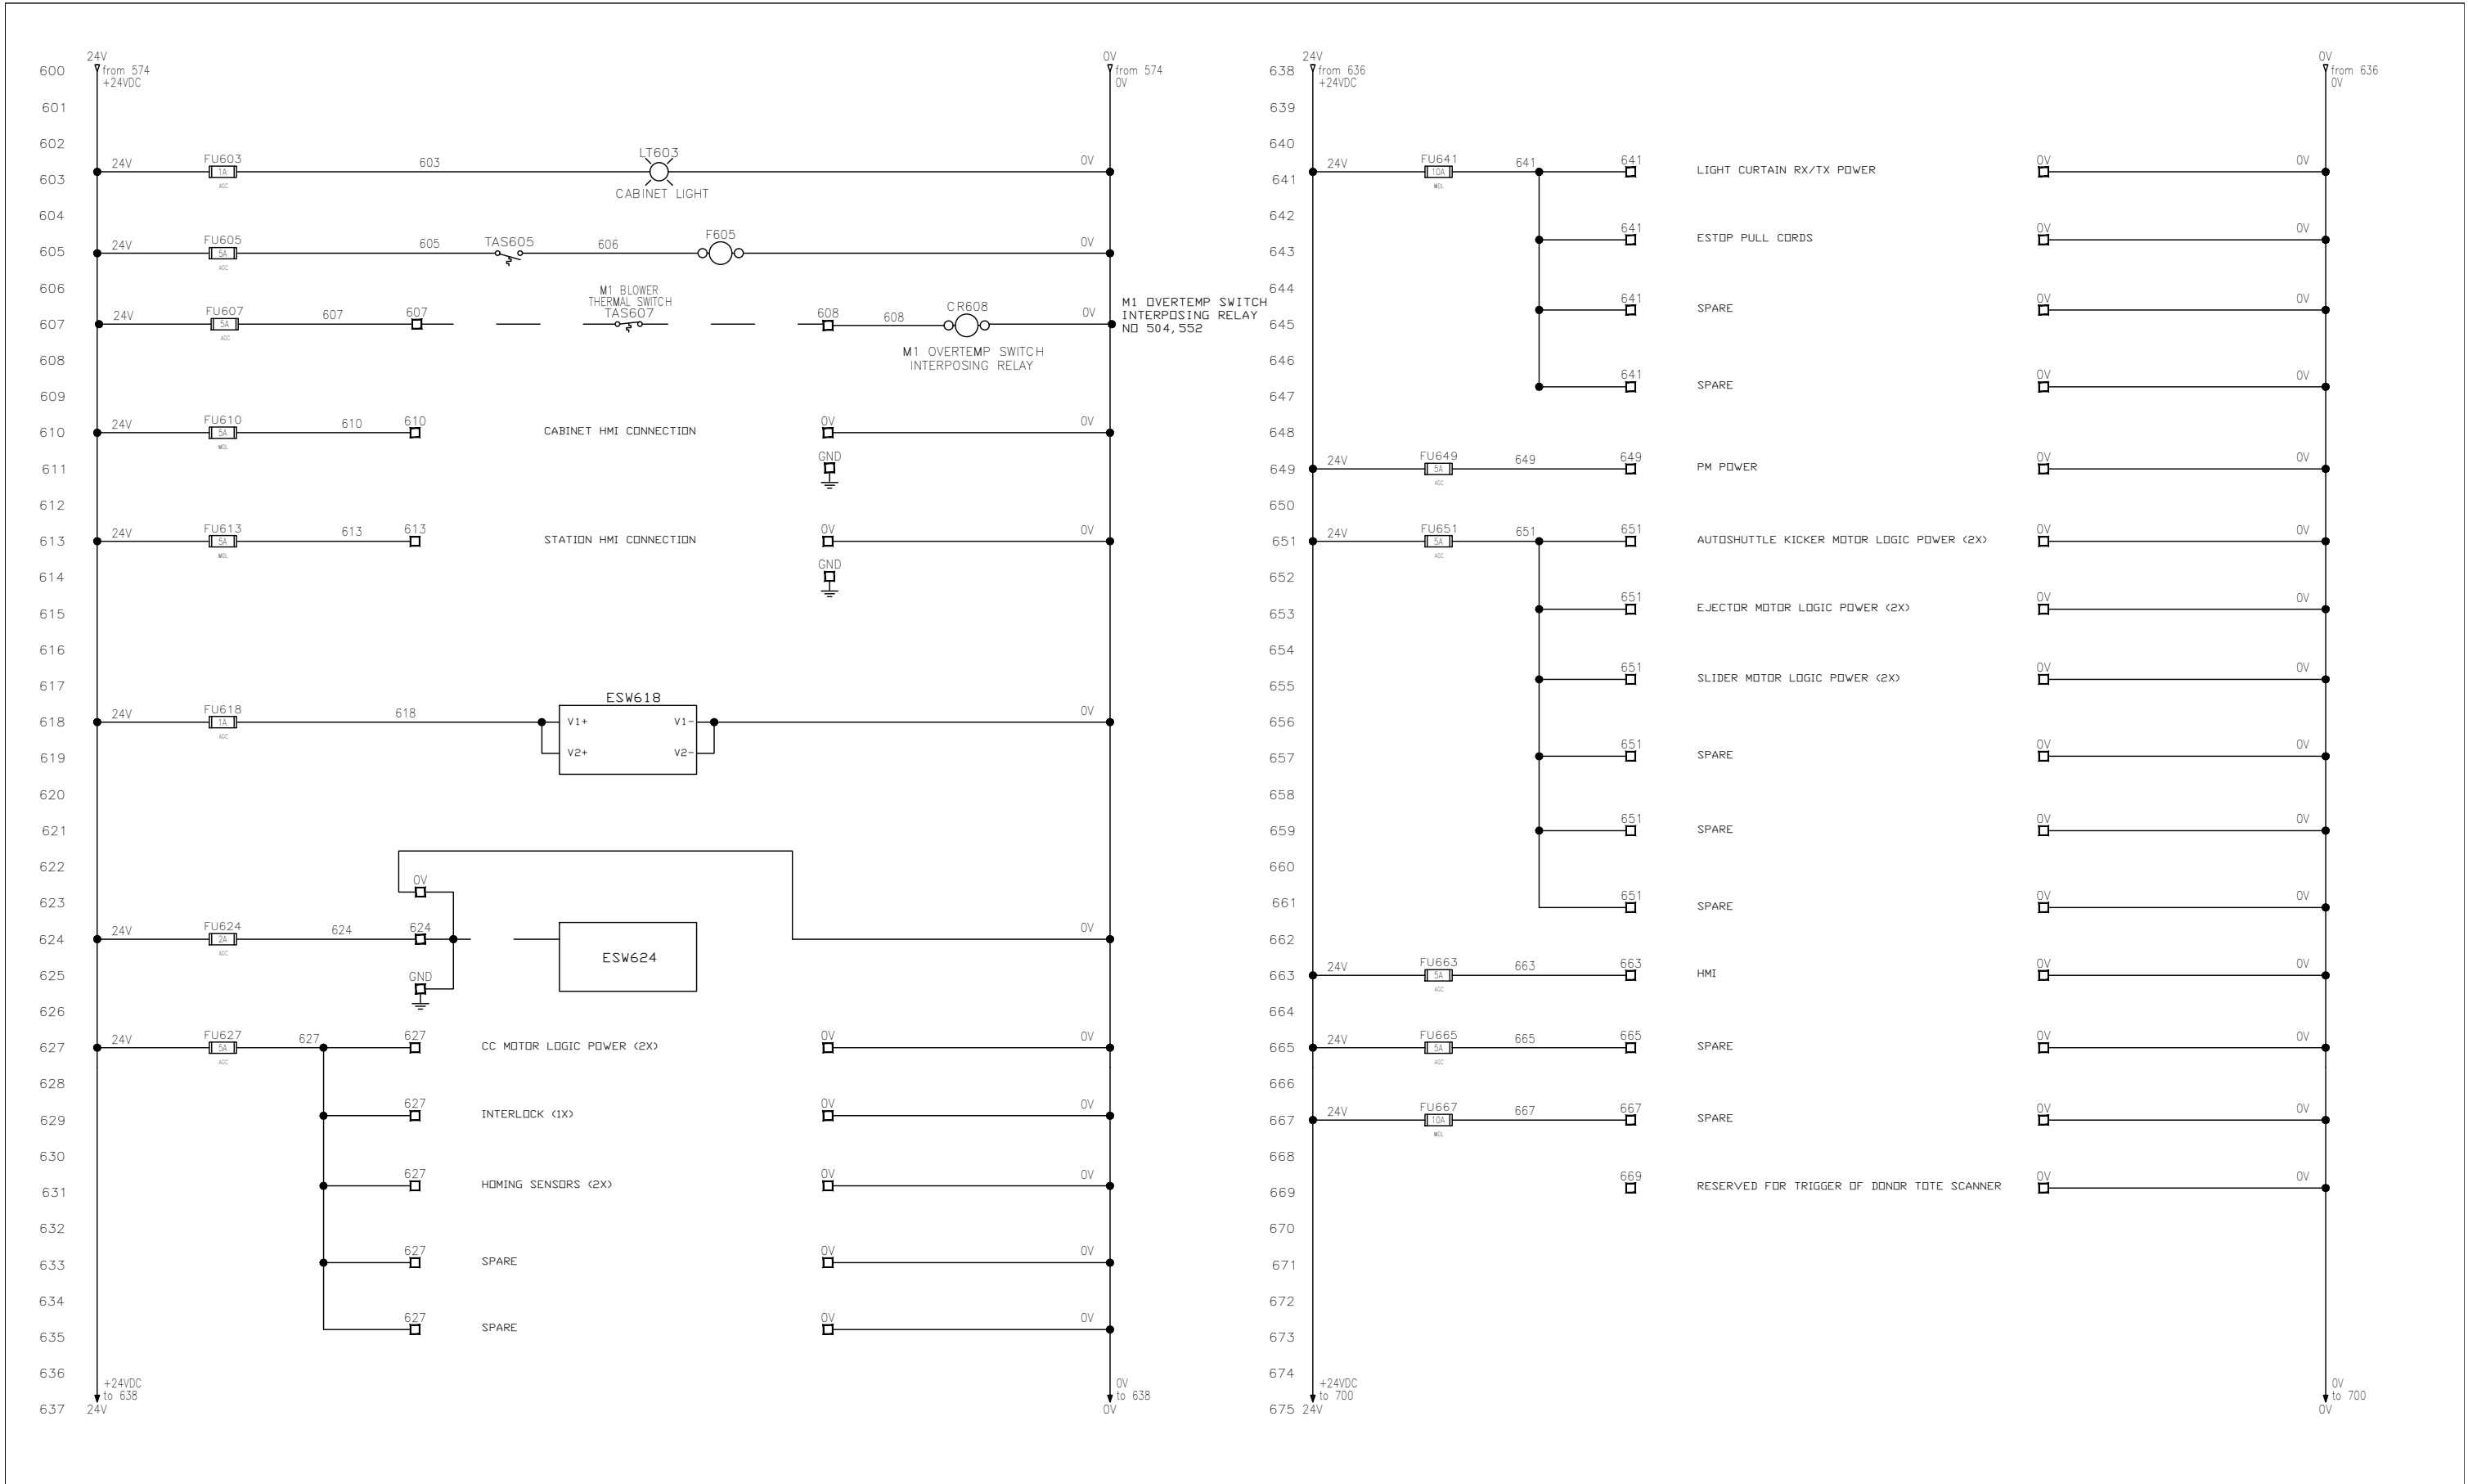 24V
600 from 574
+24VDC
0V
from 574
0V
601
602
24V FU603 603 LT603 0V
1A
603
AGC
CABINET LIGHT
604
24V FU605 605 TAS605 606 F605 0V
605 5A
AGC
606
M1 BLOWER
THERMAL SWITCH
24V FU607 607 607 TAS607 608 608 CR608 0V
607 5A
AGC
M1 OVERTEMP SWITCH
INTERPOSING RELAY
NO 504,552
M1 OVERTEMP SWITCH
INTERPOSING RELAY
608
609
24V FU610 610 610 0V 0V
610 5A CABINET HMI CONNECTION
MDL
GND
611
612
24V FU613 613 613 0V 0V
613 5A STATION HMI CONNECTION
MDL
GND
614
615
616
617
ESW618
24V FU618 618 0V
618 1A V1+ V1-
AGC
619 V2+ V2-
620
621
622
0V
623
24V FU624 624 624 0V
624 2A
AGC
ESW624
GND
625
626
24V FU627 627 627 0V 0V
627 5A CC MOTOR LOGIC POWER (2X)
AGC
628
627 0V 0V
629 INTERLOCK (1X)
630
627 0V 0V
631 HOMING SENSORS (2X)
632
627 0V 0V
633 SPARE
634
627 0V 0V
635 SPARE
636
+24VDC
to 638
0V
to 638
637 24V
0V
24V
638 from 636
+24VDC
0V
from 636
0V
639
640
24V FU641 641 641 0V 0V
10A LIGHT CURTAIN RX/TX POWER
641
MDL
642
641 0V 0V
643 ESTOP PULL CORDS
644
641 0V 0V
645 SPARE
646
641 0V 0V
647 SPARE
648
24V FU649 649 649 0V 0V
649 5A PM POWER
AGC
650
24V FU651 651 651 0V 0V
651 5A AUTOSHUTTLE KICKER MOTOR LOGIC POWER (2X)
AGC
652
651 0V 0V
653 EJECTOR MOTOR LOGIC POWER (2X)
654
651 0V 0V
655 SLIDER MOTOR LOGIC POWER (2X)
656
651 0V 0V
657 SPARE
658
651 0V 0V
659 SPARE
660
651 0V 0V
661 SPARE
662
24V FU663 663 663 0V 0V
663 5A HMI
AGC
664
24V FU665 665 665 0V 0V
665 5A SPARE
AGC
666
24V FU667 667 667 0V 0V
667 10A SPARE
MDL
668
669 0V 0V
669 RESERVED FOR TRIGGER OF DONOR TOTE SCANNER
670
671
672
673
674
+24VDC
to 700
0V
to 700
675 24V
0V